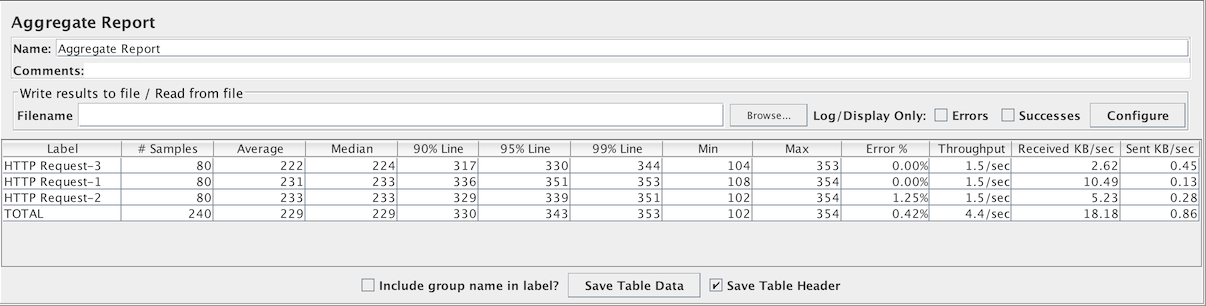 Aggregate Report
Name: Aggregate Report
Comments:
Write results to file / Read from file
Filename Browse... Log/Display Only: Errors Successes Configure
Label # Samples Average Median 90% Line 95% Line 99% Line Min Max Error % Throughput Received KB/sec Sent KB/sec
HTTP Request-3 80 222 224 317 330 344 104 353 0.00% 1.5/sec 2.62 0.45
HTTP Request-1 80 231 233 336 351 353 108 354 0.00% 1.5/sec 10.49 0.13
HTTP Request-2 80 233 233 329 339 351 102 354 1.25% 1.5/sec 5.23 0.28
TOTAL 240 229 229 330 343 353 102 354 0.42% 4.4/sec 18.18 0.86
Include group name in label? Save Table Data Save Table Header